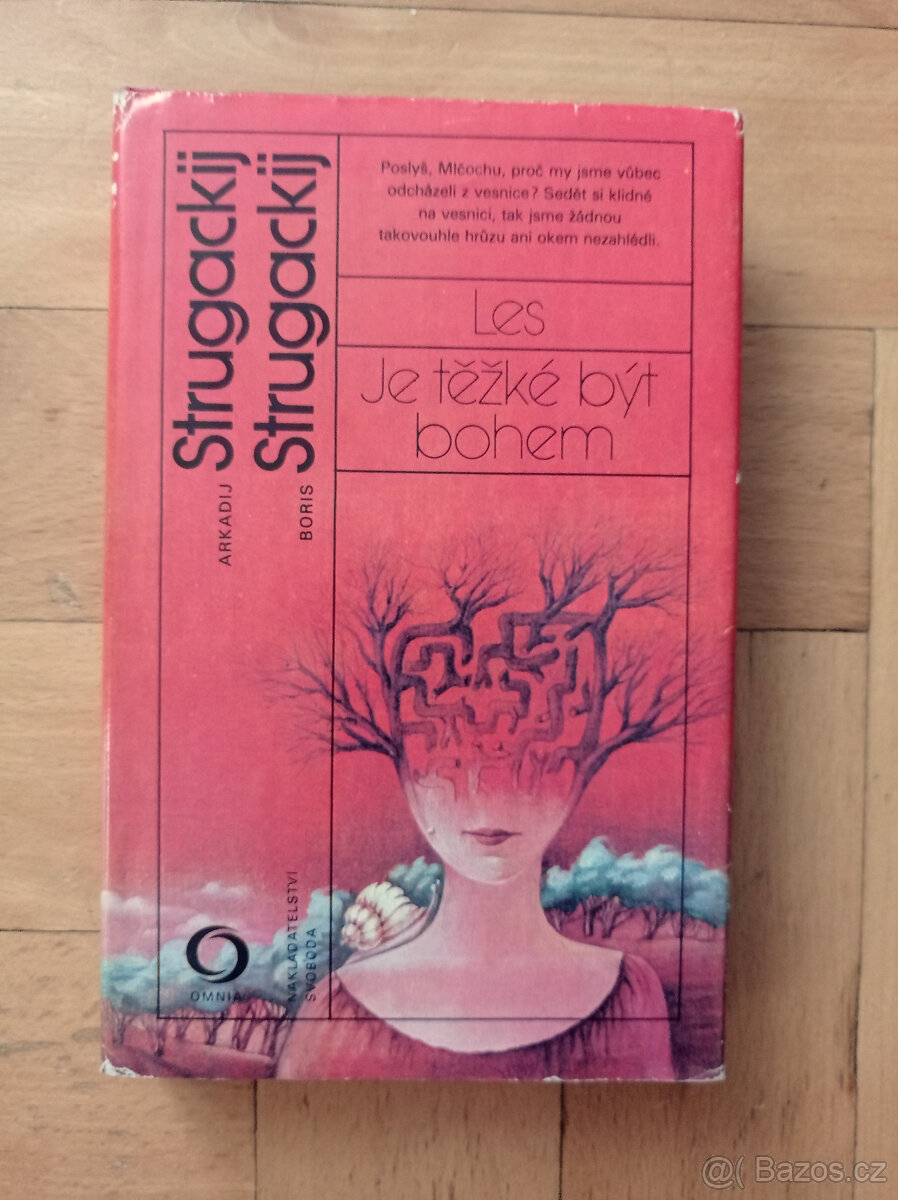 ARKADIJ Strugackij
BORIS Strugackij
Poslyš, Mlčochu, proč my jsme vůbec
odcházeli z vesnice? Sedět si klidně
na vesnici, tak jsme žádnou
takovouhle hrůzu ani okem nezahlédli.
Les
Je těžké být
bohem
OMNIA
NAKLADATELSTVÍ
SVOBODA
@( Bazos.cz